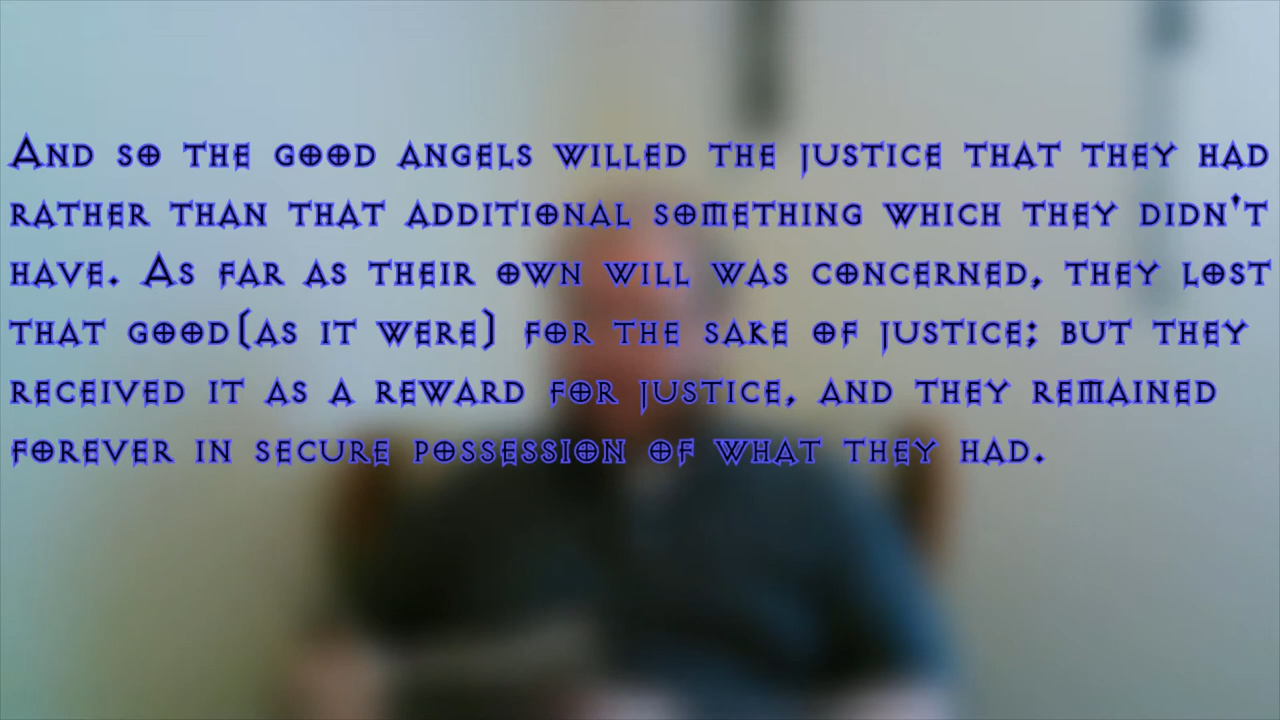 And so the good angels willed the justice that they had
rather than that additional something which they didn't
have. As far as their own will was concerned, they lost
that good(as it were) for the sake of justice; but they
received it as a reward for justice, and they remained
forever in secure possession of what they had.